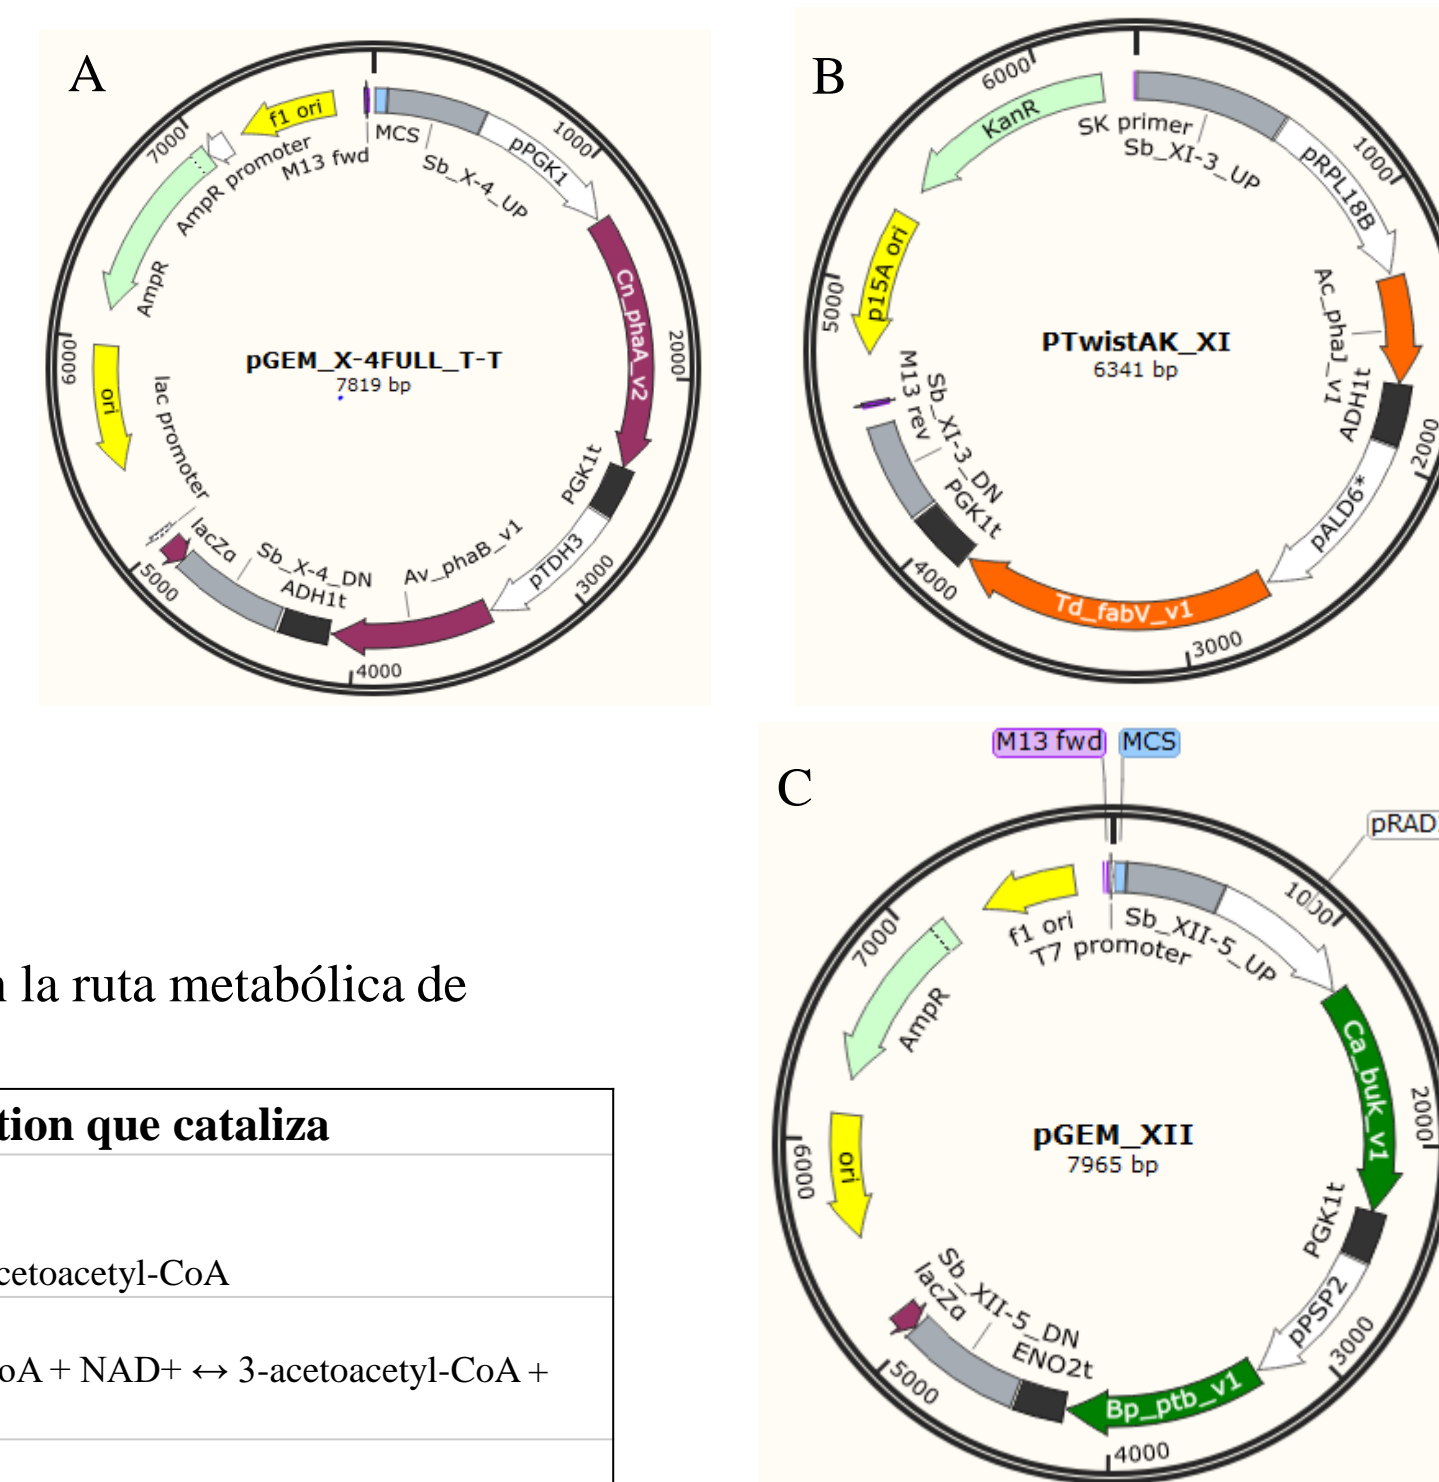 A
f1 ori
7000
AmpR promoter
M13 fwd
MCS
Sb_X-4_UP
pPGK1
1000
Cn_phaA_v2
2000
AmpR
6000
ori
lac promoter
pGEM_X-4FULL_T-T
7819 bp
PGK1t
pTDH3
3000
Av_phaB_v1
lacZα
Sb_X-4_DN
ADH1t
5000
4000
B
6000
KanR
SK primer
Sb_XI-3_UP
pRPL18B
1000
p15A ori
5000
Ac_phaJ_v1
PTwistAK_XI
6341 bp
ADH1t
2000
M13 rev
Sb_XI-3_DN
PGK1t
pALD6*
4000
Td_fabV_v1
3000
M13 fwd
MCS
C
pRAD
1000
f1 ori
T7 promoter
Sb_XII-5_UP
7000
AmpR
Ca_buk_v1
2000
6000
ori
pGEM_XII
7965 bp
PGK1t
pPSP2
3000
Sb_XII-5_DN
lacZα
ENO2t
5000
Bp_ptb_v1
4000
la ruta metabólica de
tion que cataliza
cetoacetyl-CoA
oA + NAD+ ↔ 3-acetoacetyl-CoA +